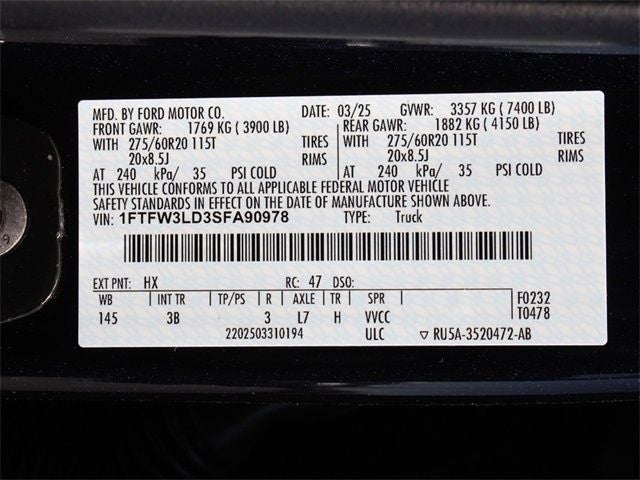 MFD. BY FORD MOTOR CO. DATE: 03/25 GVWR: 3357 KG ( 7400 LB)
FRONT GAWR: 1769 KG ( 3900 LB) REAR GAWR: 1882 KG ( 4150 LB)
WITH 275/60R20 115T TIRES WITH 275/60R20 115T TIRES
20x8.5J RIMS 20x8.5J RIMS
AT 240 kPa/ 35 PSI COLD AT 240 kPa/ 35 PSI COLD
THIS VEHICLE CONFORMS TO ALL APPLICABLE FEDERAL MOTOR VEHICLE
SAFETY STANDARDS IN EFFECT ON THE DATE OF MANUFACTURE SHOWN ABOVE.
VIN: 1FTFW3LD3SFA90978 TYPE: Truck
EXT PNT: HX RC: 47 DSO:
WB INT TR TP/PS R AXLE TR SPR F0232
145 3B 3 L7 H VVCC T0478
2202503310194 ULC ▽ RU5A-3520472-AB
9